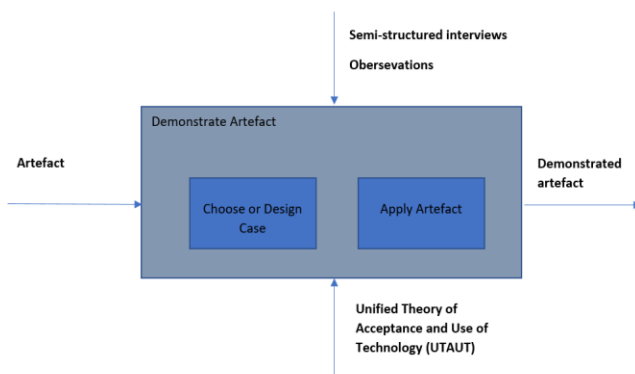 Semi-structured interviews
Obersevations
Demonstrate Artefact
Artefact
Demonstrated
artefact
Choose or Design
Case
Apply Artefact
Unified Theory of
Acceptance and Use of
Technology (UTAUT)